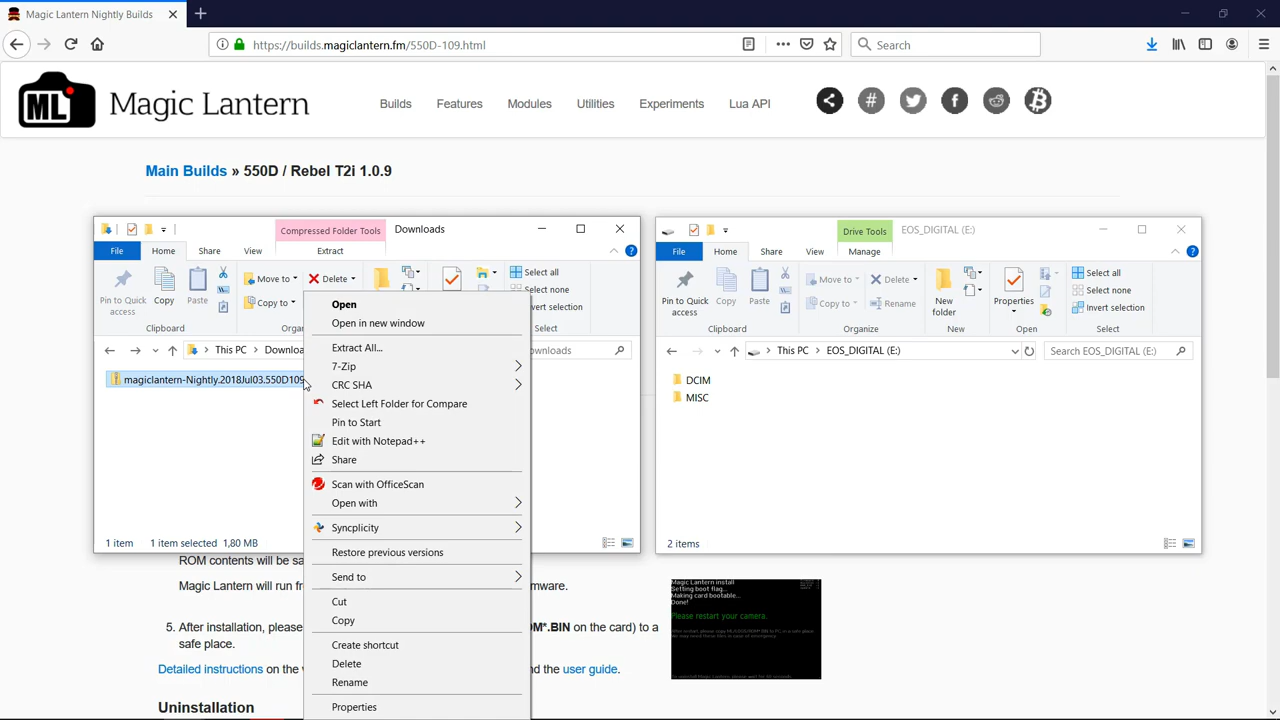 Magic Lantern Nightly Builds
https://builds.magiclantern.fm/550D-109.html
Search
ML Magic Lantern
Builds Features Modules Utilities Experiments Lua API
Main Builds » 550D / Rebel T2i 1.0.9
Compressed Folder Tools Downloads
File Home Share View Extract
Pin to Quick access
Copy
Paste
Move to
Copy to
Delete
Select all
Select none
nvert selection
Clipboard Organ Select
This PC Downloa
ownloads
magiclantern-Nightly.2018Jul03.550D109
1 item 1 item selected 1,80 MB
Open
Open in new window
Extract All...
7-Zip
CRC SHA
Select Left Folder for Compare
Pin to Start
Edit with Notepad++
Share
Scan with OfficeScan
Open with
Syncplicity
Restore previous versions
Send to
Cut
Copy
Create shortcut
Delete
Rename
Properties
Drive Tools EOS_DIGITAL (E:)
File Home Share View Manage
Pin to Quick access
Copy
Paste
Move to
Copy to
Delete
Rename
New folder
Properties
Select all
Select none
Invert selection
Clipboard Organize New Open Select
This PC EOS_DIGITAL (E:)
Search EOS_DIGITAL (E:)
DCIM
MISC
2 items
ROM contents will be sa
Magic Lantern will run fr mware.
5. After installation, p *.BIN on the card) to a
safe place.
Detailed instructions nd the user guide.
Uninstallation
Magic Lantern install
Setting boot flag...
Making card bootable...
Done!
Please restart your camera.